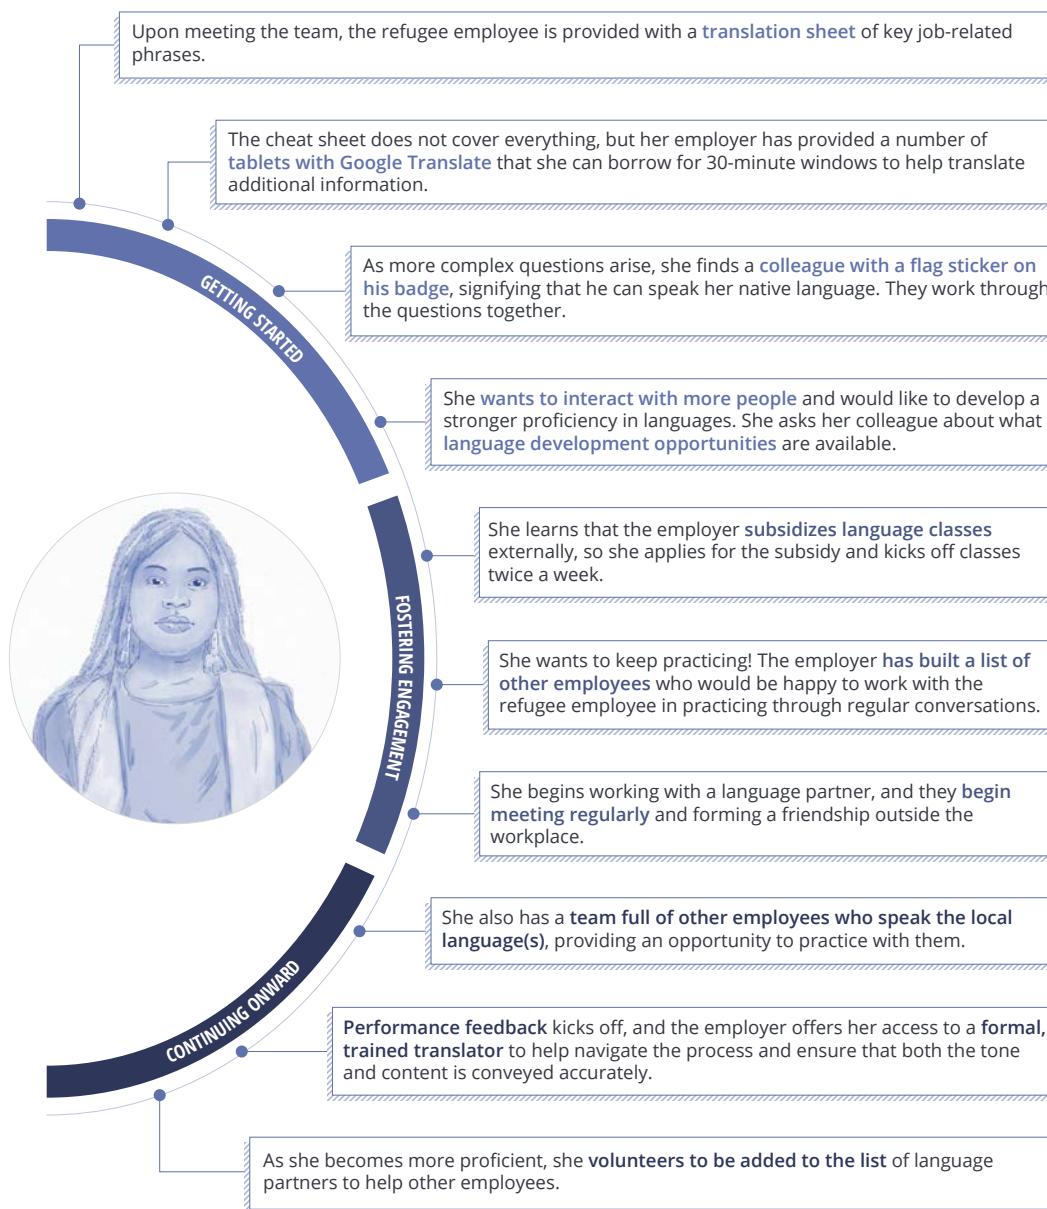 Upon meeting the team, the refugee employee is provided with a translation sheet of key job-related
phrases.
The cheat sheet does not cover everything, but her employer has provided a number of
tablets with Google Translate that she can borrow for 30-minute windows to help translate
additional information.
GETTING STARTED
As more complex questions arise, she finds a colleague with a flag sticker on
his badge, signifying that he can speak her native language. They work through
the questions together.
She wants to interact with more people and would like to develop a
stronger proficiency in languages. She asks her colleague about what
language development opportunities are available.
FOSTERING ENGAGEMENT
She learns that the employer subsidizes language classes
externally, so she applies for the subsidy and kicks off classes
twice a week.
She wants to keep practicing! The employer has built a list of
other employees who would be happy to work with the
refugee employee in practicing through regular conversations.
She begins working with a language partner, and they begin
meeting regularly and forming a friendship outside the
workplace.
CONTINUING ONWARD
She also has a team full of other employees who speak the local
language(s), providing an opportunity to practice with them.
Performance feedback kicks off, and the employer offers her access to a formal,
trained translator to help navigate the process and ensure that both the tone
and content is conveyed accurately.
As she becomes more proficient, she volunteers to be added to the list of language
partners to help other employees.